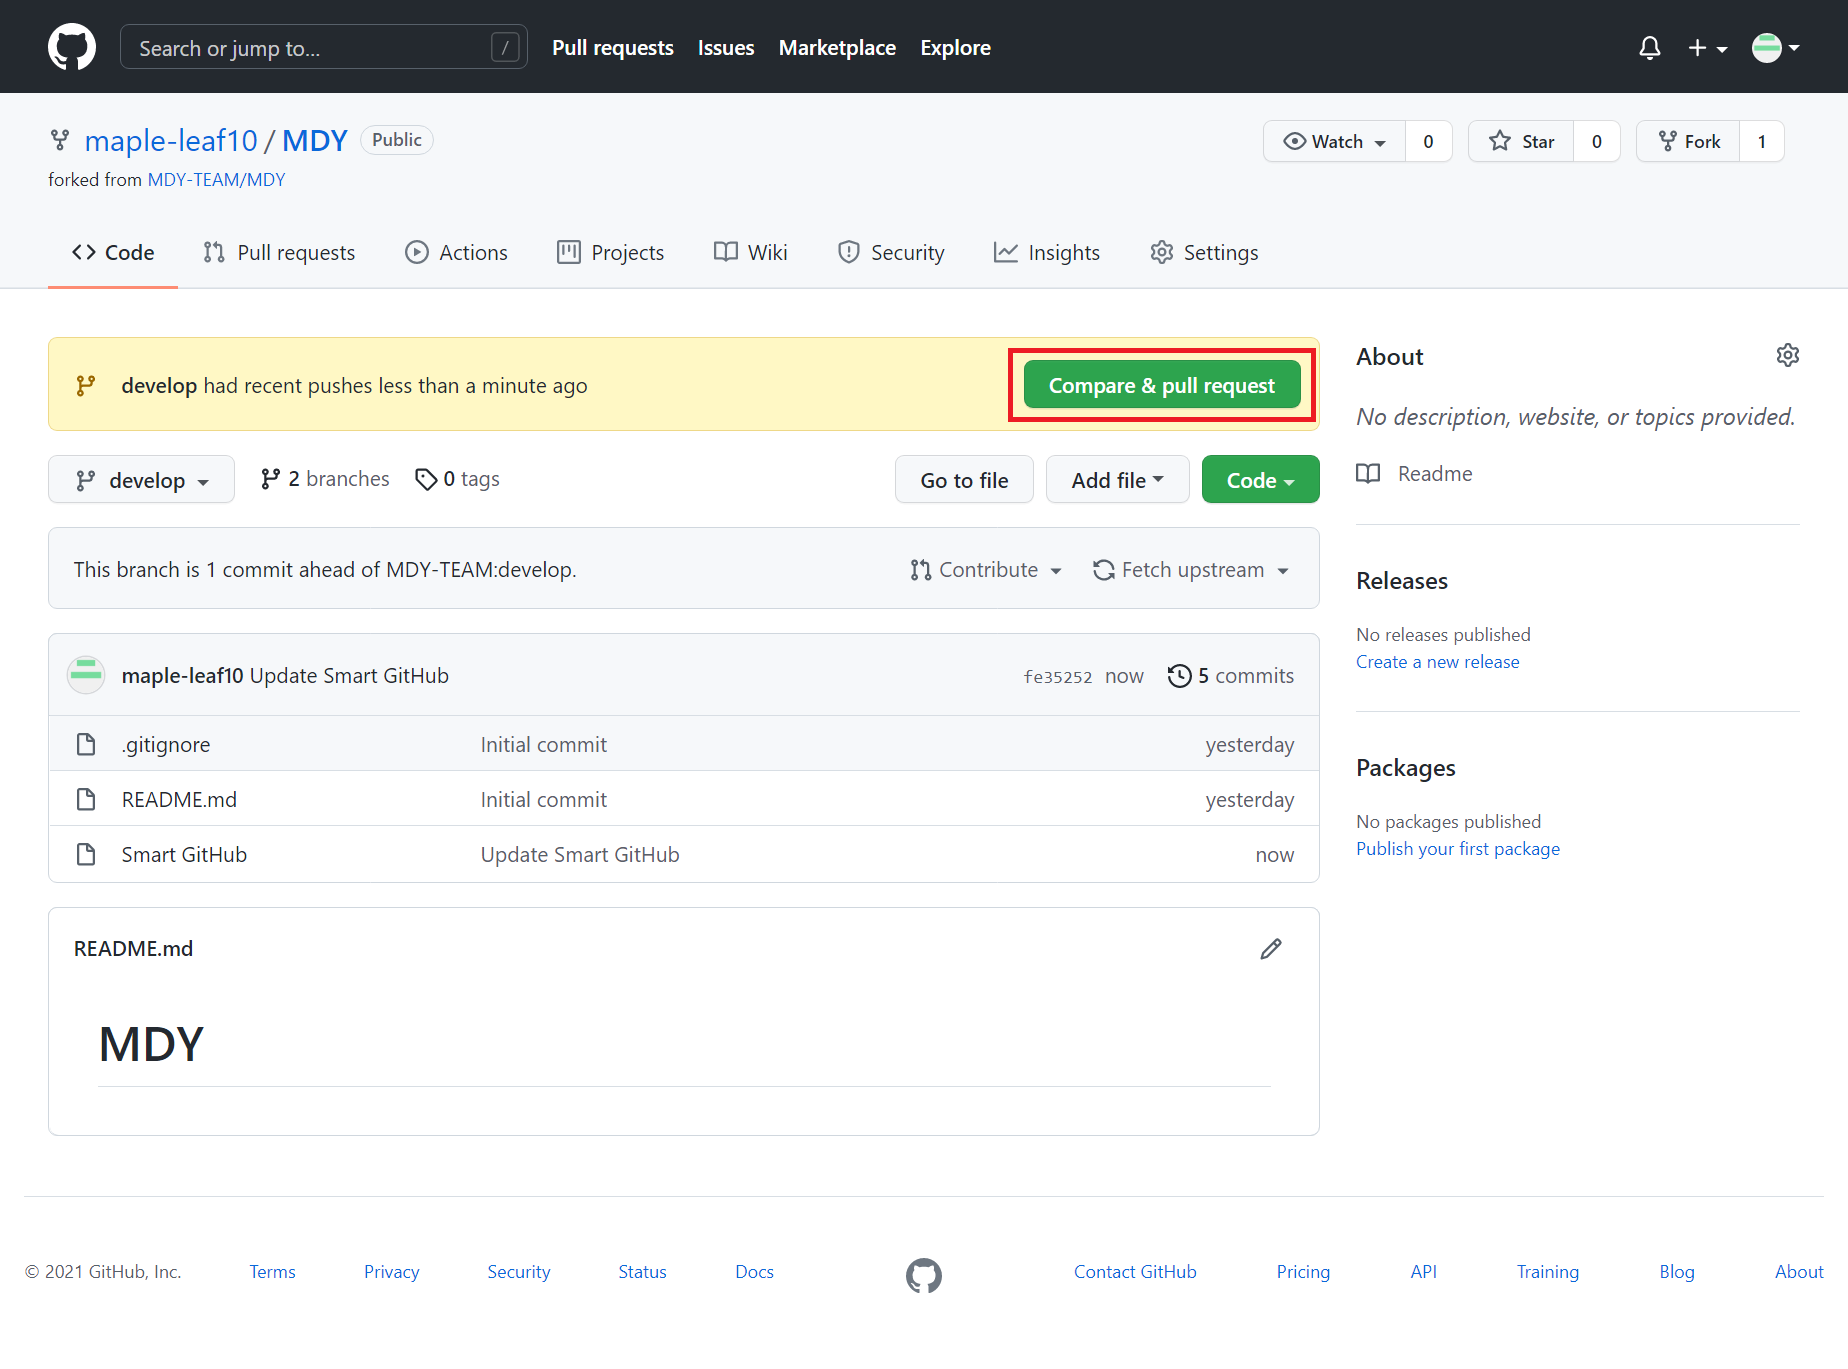 Search or jump to... /
Pull requests Issues Marketplace Explore
maple-leaf10 / MDY Public
forked from MDY-TEAM/MDY
Watch 0 Star 0 Fork 1
Code Pull requests Actions Projects Wiki Security Insights Settings
develop had recent pushes less than a minute ago Compare & pull request
develop 2 branches 0 tags Go to file Add file Code
This branch is 1 commit ahead of MDY-TEAM:develop. Contribute Fetch upstream
maple-leaf10 Update Smart GitHub fe35252 now 5 commits
.gitignore Initial commit yesterday
README.md Initial commit yesterday
Smart GitHub Update Smart GitHub now
README.md
MDY
About
No description, website, or topics provided.
Readme
Releases
No releases published
Create a new release
Packages
No packages published
Publish your first package
© 2021 GitHub, Inc. Terms Privacy Security Status Docs Contact GitHub Pricing API Training Blog About